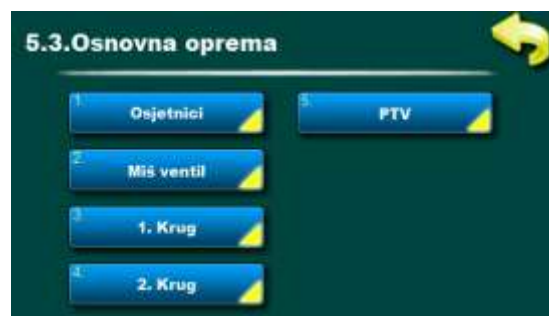 5.3.Osnovna oprema
1.
Osjetnici
2.
Miš ventil
3.
1. Krug
4.
2. Krug
5.
PTV